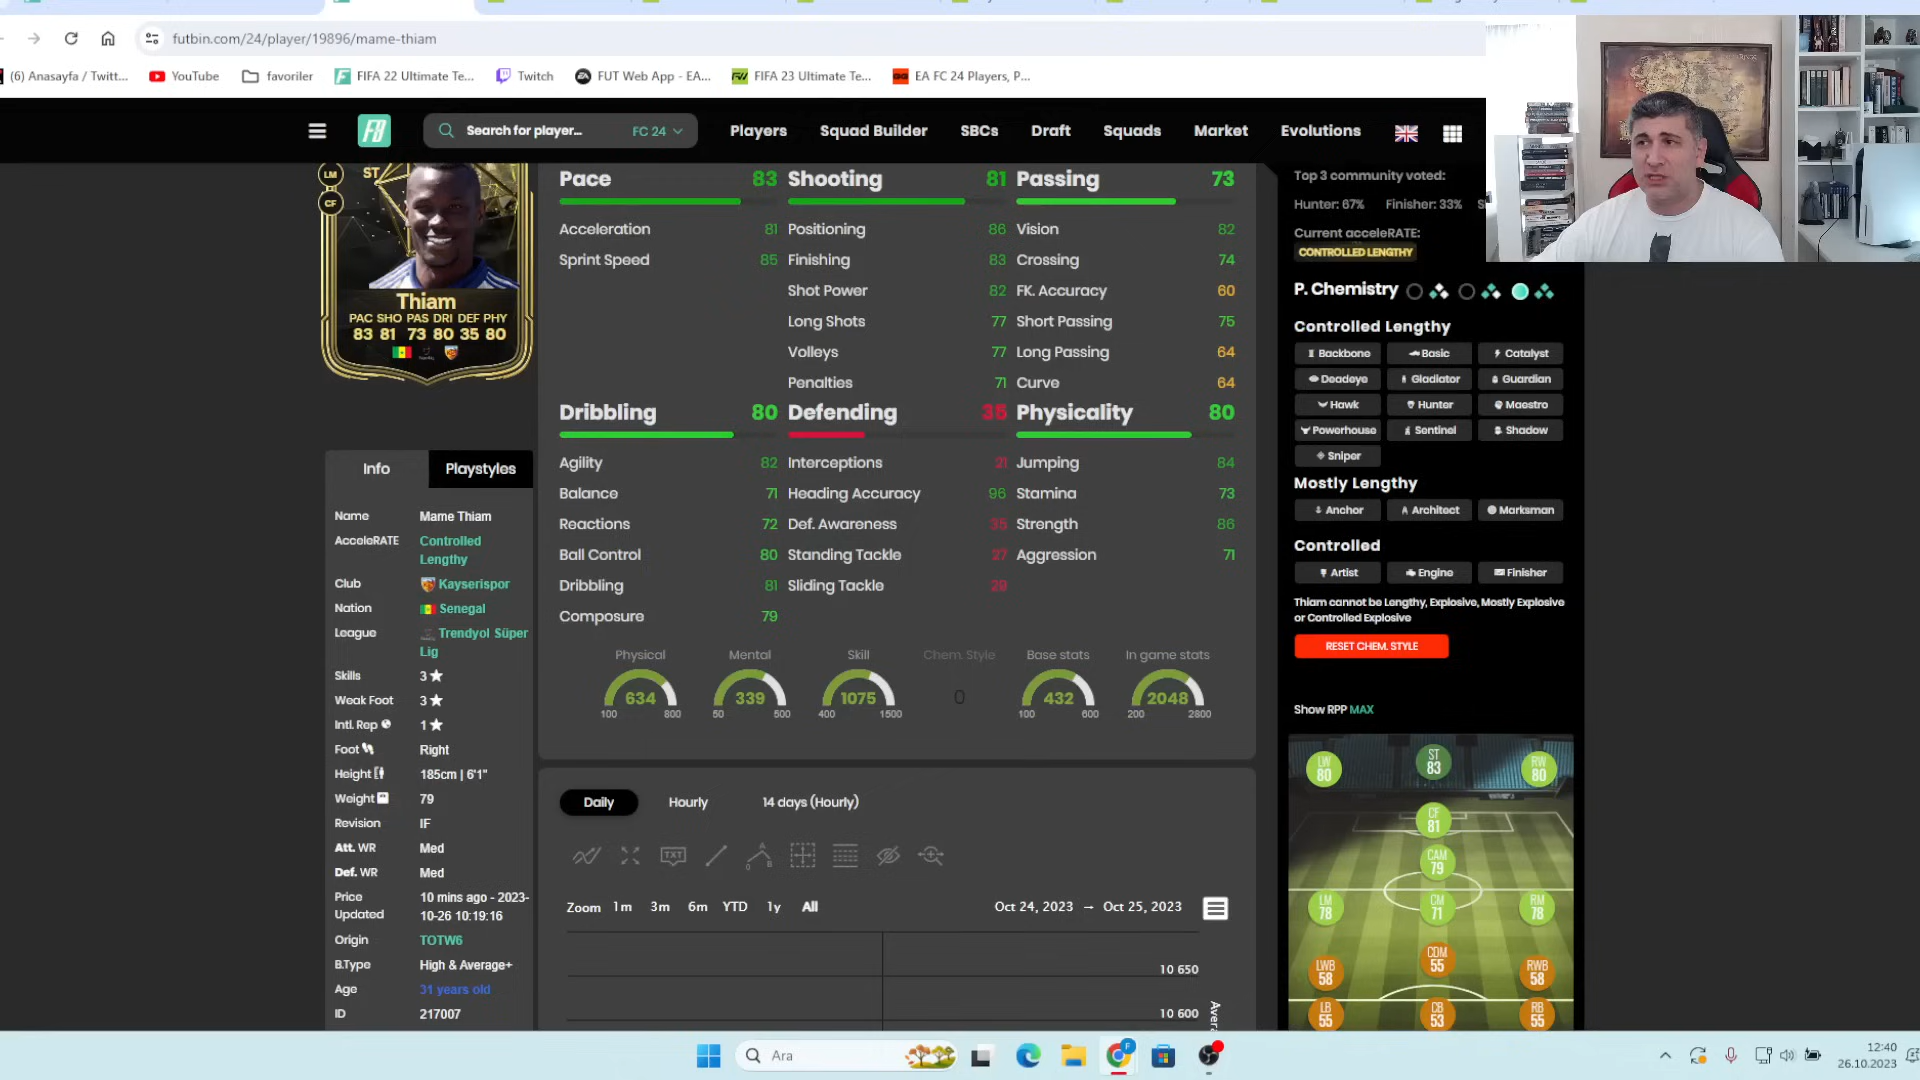 futbin.com/24/player/19896/mame-thiam
(6) Anasayfa / Twitt...
YouTube
favoriler
FIFA 22 Ultimate Te...
Twitch
FUT Web App - EA...
FIFA 23 Ultimate Te...
EA FC 24 Players, P...
Search for player...
FC 24
Players
Squad Builder
SBCs
Draft
Squads
Market
Evolutions
LM
CF
ST
Thiam
PAC SHO PAS DRI DEF PHY
83 81 73 80 35 80
Pace 83
Acceleration 81
Sprint Speed 85
Shooting 81
Positioning 86
Finishing 83
Shot Power 82
Long Shots 77
Volleys 77
Penalties 71
Passing 73
Vision 82
Crossing 74
FK. Accuracy 60
Short Passing 75
Long Passing 64
Curve 64
Dribbling 80
Agility 82
Balance 71
Reactions 72
Ball Control 80
Dribbling 81
Composure 79
Defending 35
Interceptions 21
Heading Accuracy 96
Def. Awareness 35
Standing Tackle 27
Sliding Tackle 29
Physicality 80
Jumping 84
Stamina 73
Strength 86
Aggression 71
Physical
634
100 800
Mental
339
50 500
Skill
1075
400 1500
Chem. Style
0
Base stats
432
100 600
In game stats
2048
200 2800
Info
Playstyles
Name Mame Thiam
AcceleRATE Controlled
Lengthy
Club Kayserispor
Nation Senegal
League Trendyol Süper
Lig
Skills 3
Weak Foot 3
Intl. Rep 1
Foot Right
Height 185cm | 6'1"
Weight 79
Revision IF
Att. WR Med
Def. WR Med
Price
Updated
10 mins ago - 2023-
10-26 10:19:16
Origin TOTW6
B.Type High & Average+
Age 31 years old
ID 217007
Daily
Hourly
14 days (Hourly)
TXT
Zoom 1m 3m 6m YTD 1y All
Oct 24, 2023 → Oct 25, 2023
10 650
10 600
Top 3 community voted:
Hunter: 67% Finisher: 33%
Current acceleRATE:
CONTROLLED LENGTHY
P. Chemistry
Controlled Lengthy
Backbone Basic Catalyst
Deadeye Gladiator Guardian
Hawk Hunter Maestro
Powerhouse Sentinel Shadow
Sniper
Mostly Lengthy
Anchor Architect Marksman
Controlled
Artist Engine Finisher
Thiam cannot be Lengthy, Explosive, Mostly Explosive
or Controlled Explosive
RESET CHEM. STYLE
Show RPP MAX
LW
80
ST
83
RW
80
CF
81
CAM
79
LM
78
CM
71
RM
78
LWB
58
CDM
55
RWB
58
LB
55
CB
53
RB
55
Ara
12:40
26.10.2023